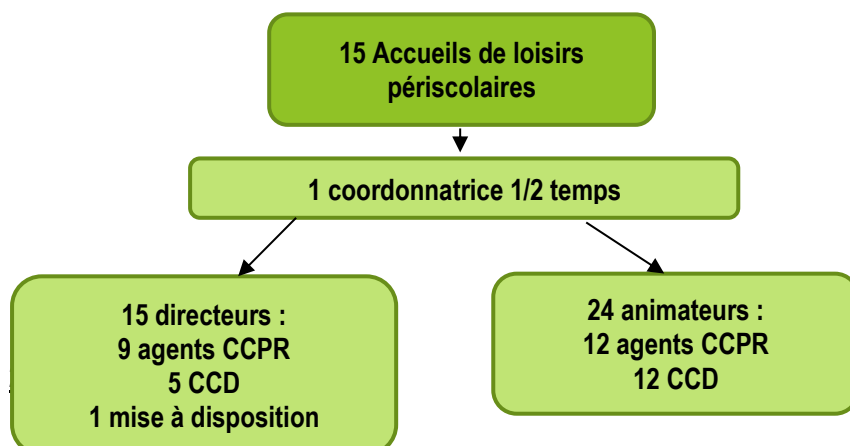 15 Accueils de loisirs
périscolaires
1 coordonnatrice 1/2 temps
15 directeurs :
9 agents CCPR
5 CCD
1 mise à disposition
24 animateurs :
12 agents CCPR
12 CCD